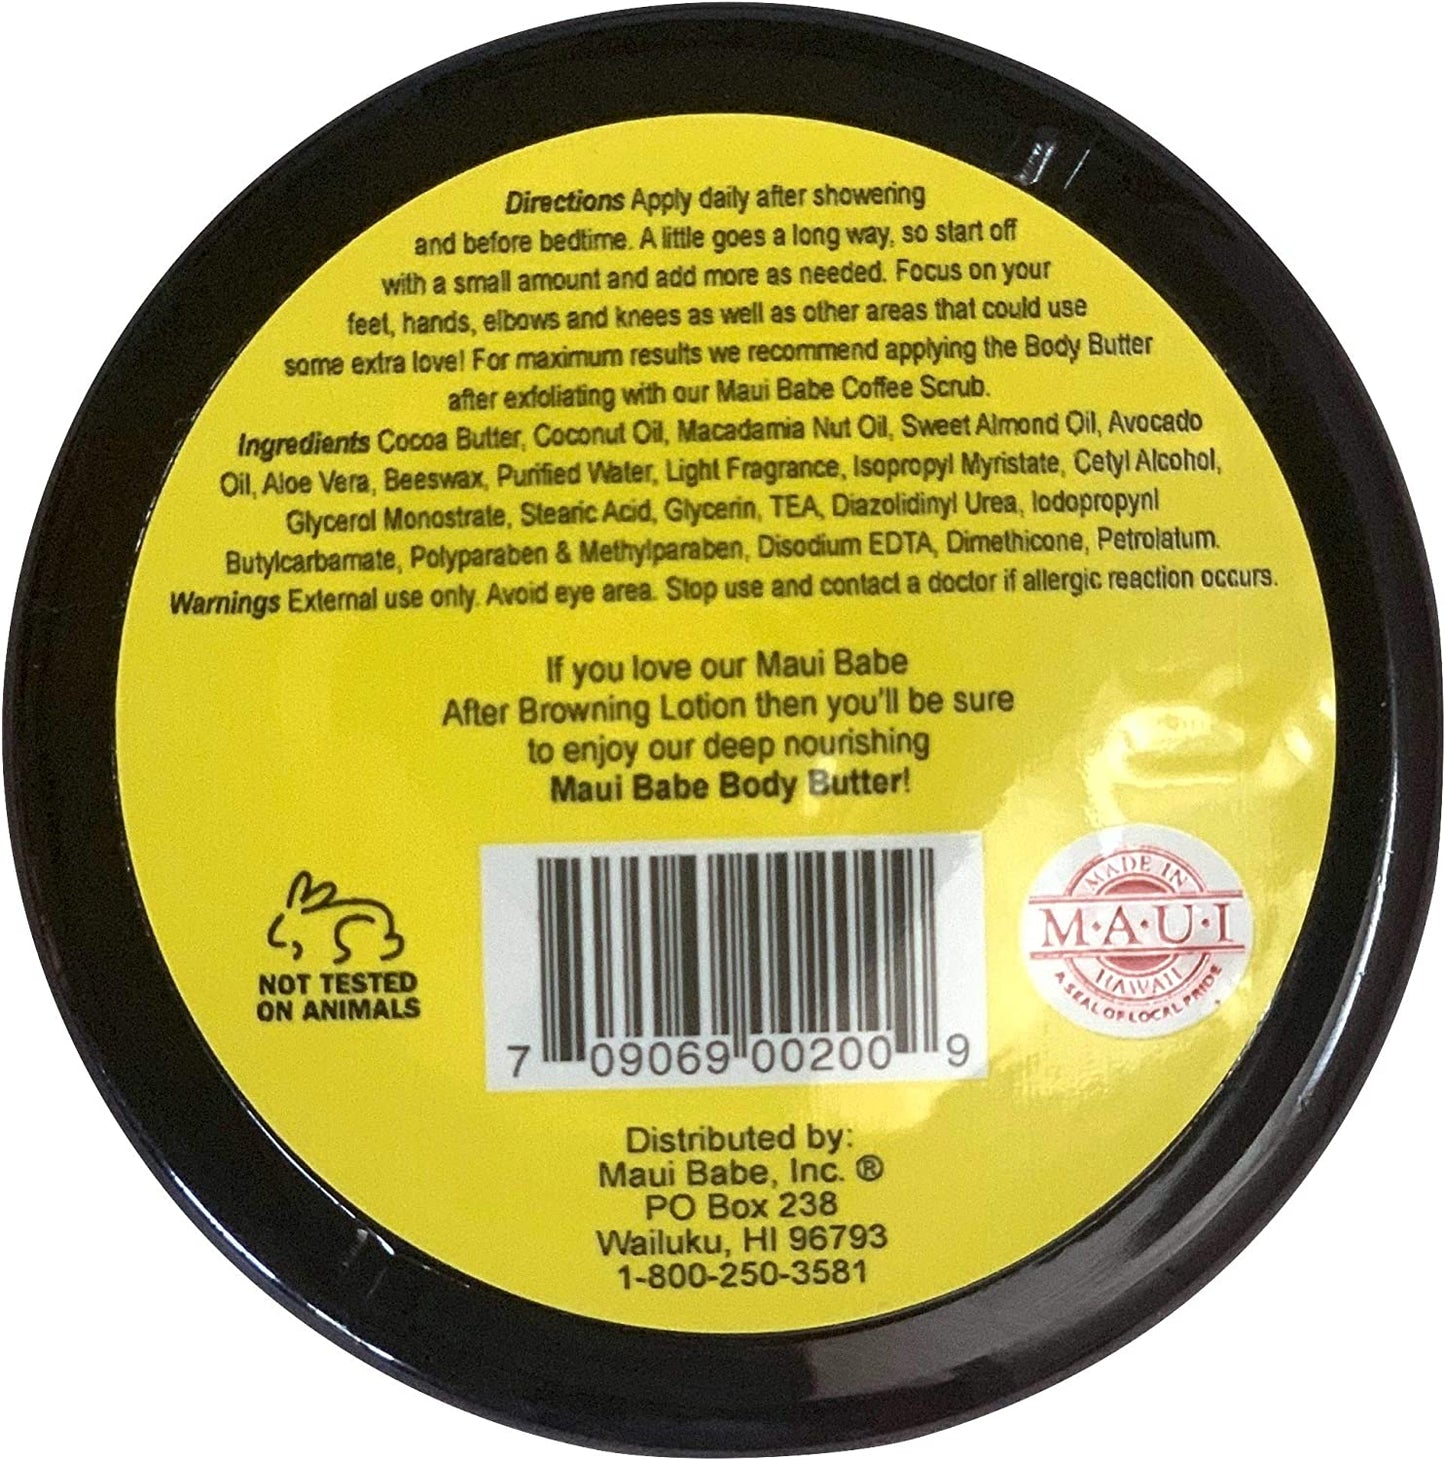 Directions Apply daily after showering
and before bedtime. A little goes a long way, so start off
with a small amount and add more as needed. Focus on your
feet, hands, elbows and knees as well as other areas that could use
some extra love! For maximum results we recommend applying the Body Butter
after exfoliating with our Maui Babe Coffee Scrub.
Ingredients Cocoa Butter, Coconut Oil, Macadamia Nut Oil, Sweet Almond Oil, Avocado
Oil, Aloe Vera, Beeswax, Purified Water, Light Fragrance, Isopropyl Myristate, Cetyl Alcohol,
Glycerol Monostrate, Stearic Acid, Glycerin, TEA, Diazolidinyl Urea, Iodopropynl
Butylcarbamate, Polyparaben & Methylparaben, Disodium EDTA, Dimethicone, Petrolatum.
Warnings External use only. Avoid eye area. Stop use and contact a doctor if allergic reaction occurs.
If you love our Maui Babe
After Browning Lotion then you'll be sure
to enjoy our deep nourishing
Maui Babe Body Butter!
NOT TESTED
ON ANIMALS
7 09069 00200 9
MADE IN
M·A·U·I
HAWAII
A SEAL OF LOCAL PRIDE
Distributed by:
Maui Babe, Inc. ®
PO Box 238
Wailuku, HI 96793
1-800-250-3581